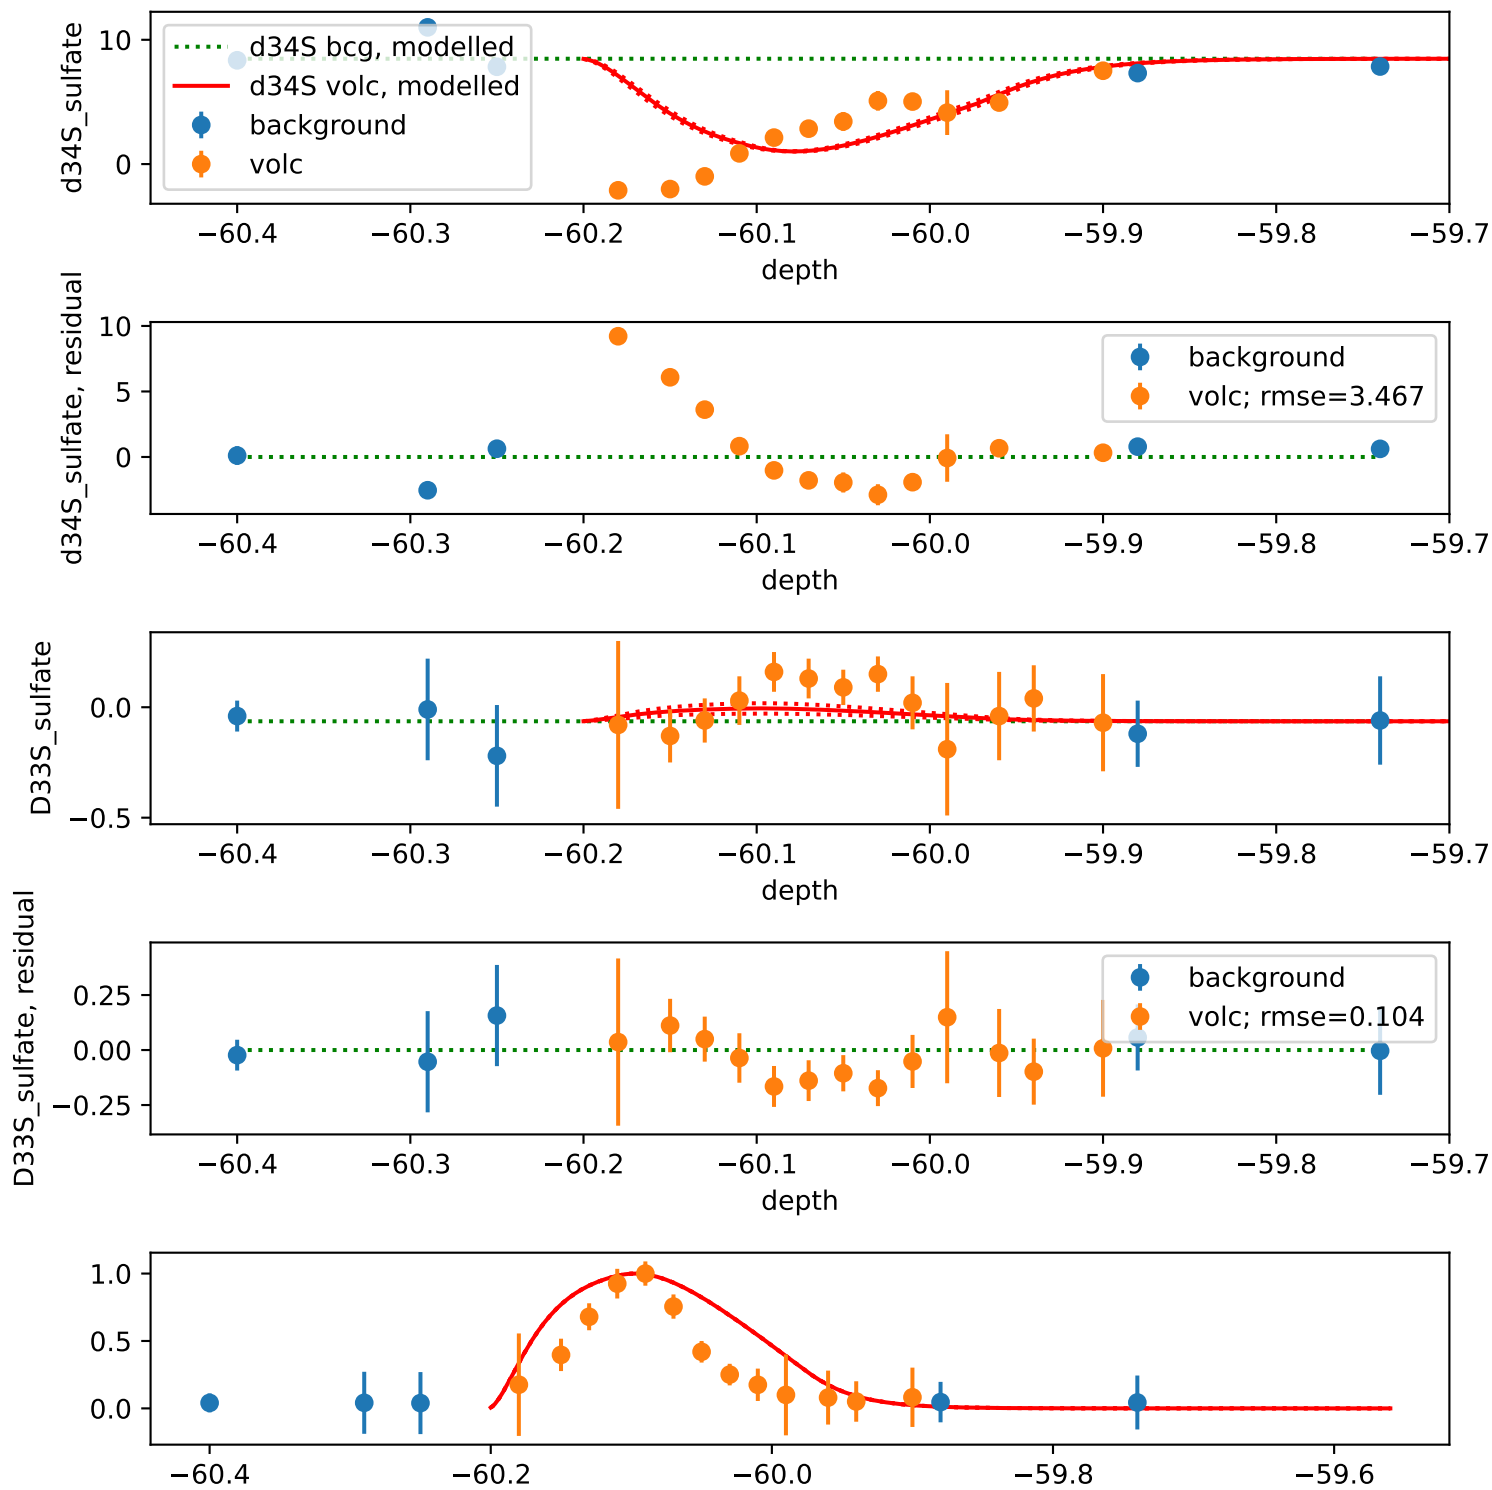 d34S_sulfate
10
0
d34S bcg, modelled
d34S volc, modelled
background
volc
−60.4 −60.3 −60.2 −60.1 −60.0 −59.9 −59.8 −59.7
depth
d34S_sulfate, residual
10
5
0
background
volc; rmse=3.467
−60.4 −60.3 −60.2 −60.1 −60.0 −59.9 −59.8 −59.7
depth
D33S_sulfate
0.0
−0.5
−60.4 −60.3 −60.2 −60.1 −60.0 −59.9 −59.8 −59.7
depth
D33S_sulfate, residual
0.25
0.00
−0.25
background
volc; rmse=0.104
−60.4 −60.3 −60.2 −60.1 −60.0 −59.9 −59.8 −59.7
depth
1.0
0.5
0.0
−60.4 −60.2 −60.0 −59.8 −59.6